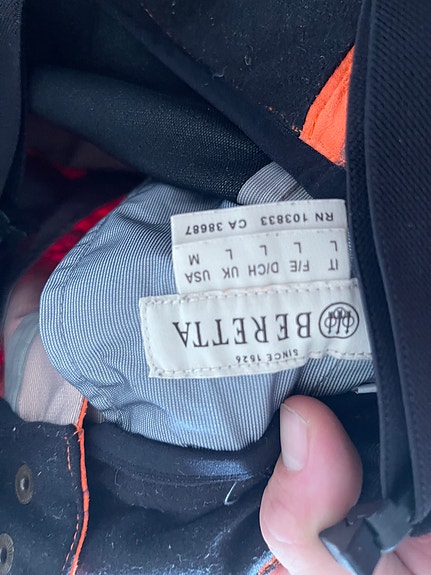 SINCE 1526
BERETTA
IT F/E D/CH UK USA
L L L L M
RN 103833 CA 38687